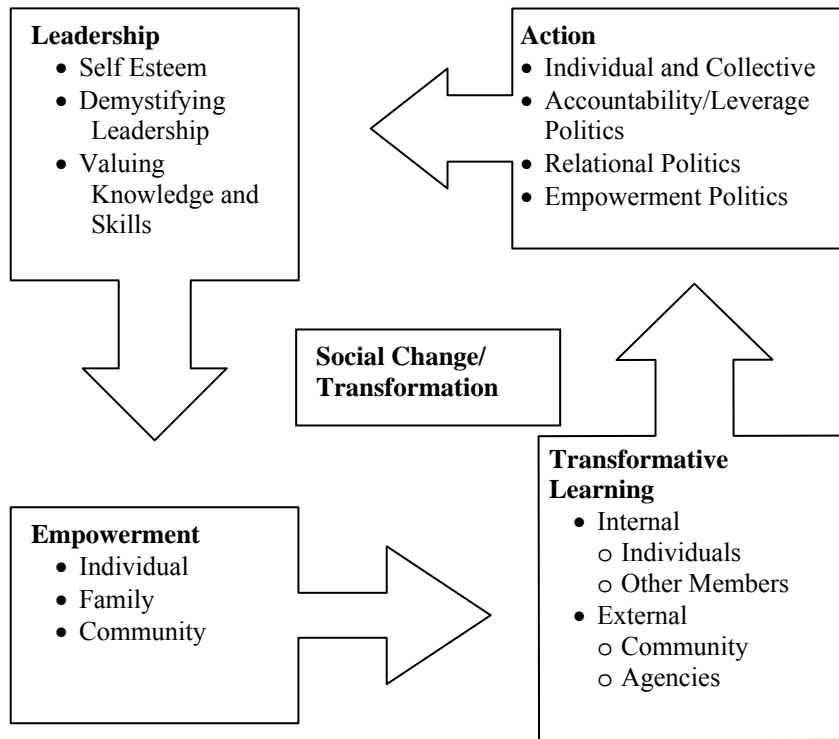 Leadership
• Self Esteem
• Demystifying
Leadership
• Valuing
Knowledge and
Skills
Action
• Individual and Collective
• Accountability/Leverage
Politics
• Relational Politics
• Empowerment Politics
Social Change/
Transformation
Empowerment
• Individual
• Family
• Community
Transformative
Learning
• Internal
o Individuals
o Other Members
• External
o Community
o Agencies